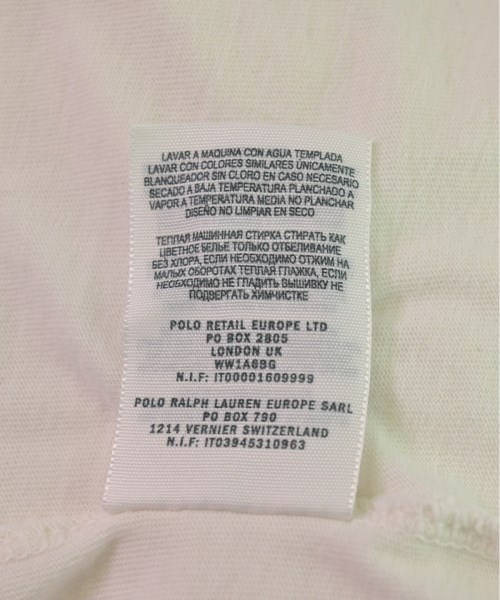 LAVAR A MAQUINA CON AGUA TEMPLADA
LAVAR CON COLORES SIMILARES ÚNICAMENTE
BLANQUEADOR SIN CLORO EN CASO NECESARIO
SECADO A BAJA TEMPERATURA PLANCHADO A
VAPOR A TEMPERATURA MEDIA NO PLANCHAR
DISEÑO NO LIMPIAR EN SECO
ТЕПЛАЯ МАШИННАЯ СТИРКА СТИРАТЬ КАК
ЦВЕТНОЕ БЕЛЬЕ ТОЛЬКО ОТБЕЛИВАНИЕ
БЕЗ ХЛОРА, ЕСЛИ НЕОБХОДИМО ОТЖИМ НА
МАЛЫХ ОБОРОТАХ ТЕПЛАЯ ГЛАЖКА, ЕСЛИ
НЕОБХОДИМО НЕ ГЛАДИТЬ ВЫШИВКУ НЕ
ПОДВЕРГАТЬ ХИМЧИСТКЕ
POLO RETAIL EUROPE LTD
PO BOX 2805
LONDON UK
WW1A6BG
N.I.F: IT00001609999
POLO RALPH LAUREN EUROPE SARL
PO BOX 790
1214 VERNIER SWITZERLAND
N.I.F: IT03945310963